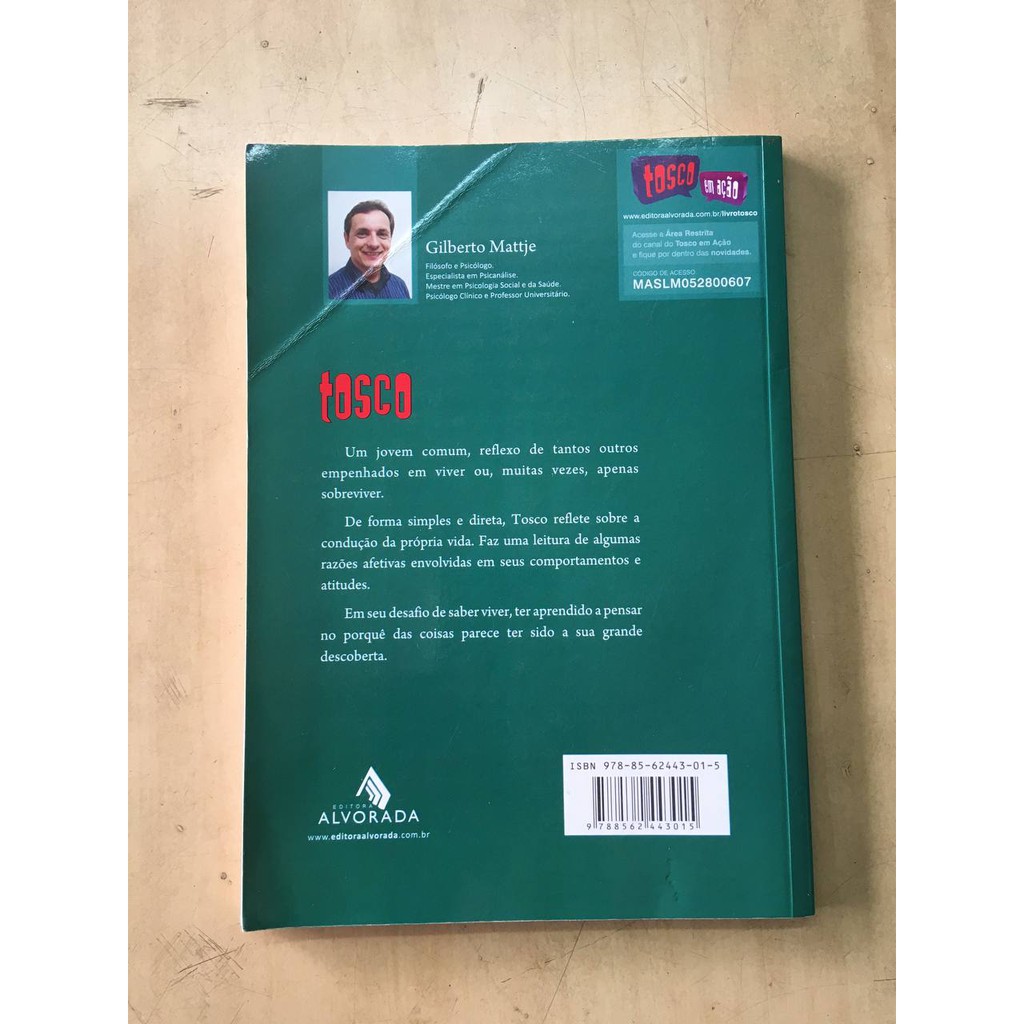 Gilberto Mattje
Filósofo e Psicólogo.
Especialista em Psicanálise.
Mestre em Psicologia Social e da Saúde.
Psicólogo Clínico e Professor Universitário.
tosco
em ação
www.editoraalvorada.com.br/livrotosco
Acesse a Área Restrita
do canal do Tosco em Ação
e fique por dentro das novidades.
CÓDIGO DE ACESSO
MASLM052800607
tosco
Um jovem comum, reflexo de tantos outros
empenhados em viver ou, muitas vezes, apenas
sobreviver.
De forma simples e direta, Tosco reflete sobre a
condução da própria vida. Faz uma leitura de algumas
razões afetivas envolvidas em seus comportamentos e
atitudes.
Em seu desafio de saber viver, ter aprendido a pensar
no porquê das coisas parece ter sido a sua grande
descoberta.
EDITORA
ALVORADA
www.editoraalvorada.com.br
ISBN 978-85-62443-01-5
9 788562 443015